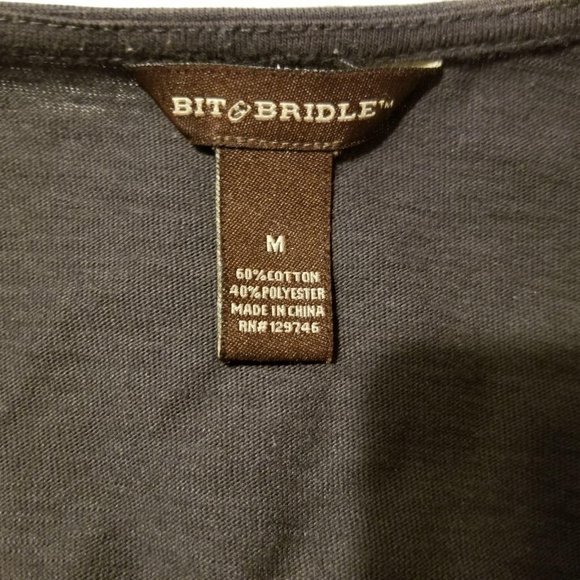 BIT & BRIDLE™
M
60% COTTON
40% POLYESTER
MADE IN CHINA
RN# 129746